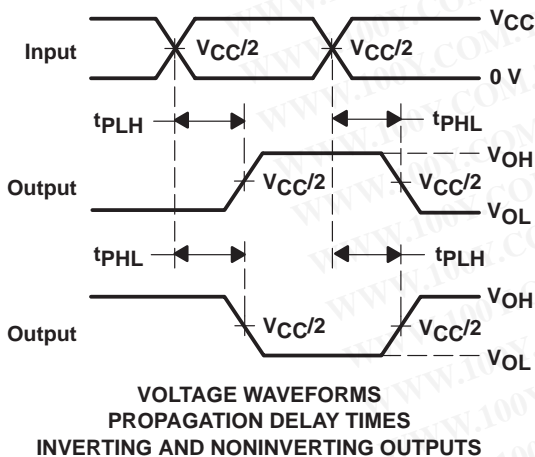 VCC
Input VCC/2 VCC/2
0 V
tPLH tPHL
VOH
Output VCC/2 VCC/2
VOL
tPHL tPLH
VOH
Output VCC/2 VCC/2
VOL
VOLTAGE WAVEFORMS
PROPAGATION DELAY TIMES
INVERTING AND NONINVERTING OUTPUTS